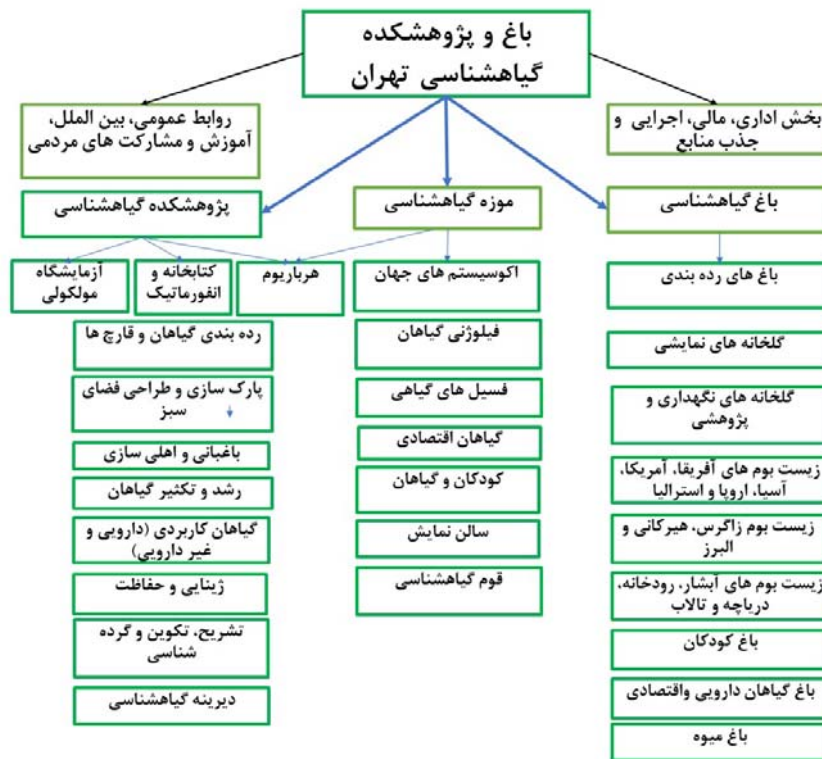 باغ و پژوهشکده
گیاهشناسی تهران
بخش اداری، مالی، اجرایی و
جذب منابع
روابط عمومی، بین الملل،
آموزش و مشارکت های مردمی
باغ گیاهشناسی
موزه گیاهشناسی
پژوهشکده گیاهشناسی
باغ های رده بندی
گلخانه های نمایشی
گلخانه های نگهداری و
پژوهشی
زیست بوم های آفریقا، آمریکا،
آسیا، اروپا و استرالیا
زیست بوم زاگرس، هیرکانی و
البرز
زیست بوم های آبشار، رودخانه،
دریاچه و تالاب
باغ کودکان
باغ گیاهان دارویی واقتصادی
باغ میوه
اکوسیستم های جهان
فیلوژنی گیاهان
فسیل های گیاهی
گیاهان اقتصادی
کودکان و گیاهان
سالن نمایش
قوم گیاهشناسی
هرباریوم
کتابخانه و
انفورماتیک
آزمایشگاه
مولکولی
رده بندی گیاهان و قارچ ها
پارک سازی و طراحی فضای
سبز
باغبانی و اهلی سازی
رشد و تکثیر گیاهان
گیاهان کاربردی (دارویی و
غیر دارویی)
ژینایی و حفاظت
تشریح، تکوین و گرده
شناسی
دیرینه گیاهشناسی